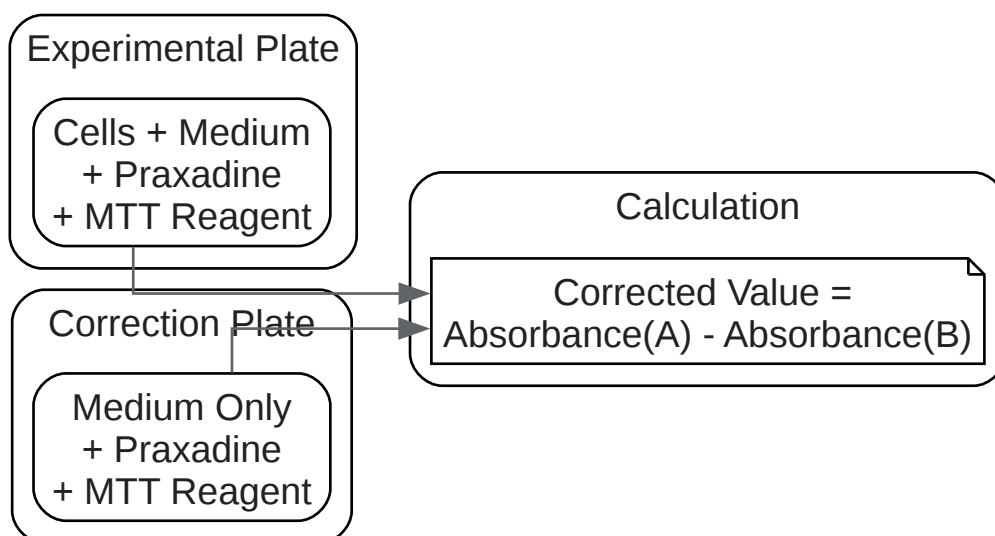 Experimental Plate
Cells + Medium
+ Praxadine
+ MTT Reagent
Correction Plate
Medium Only
+ Praxadine
+ MTT Reagent
Calculation
Corrected Value =
Absorbance(A) - Absorbance(B)